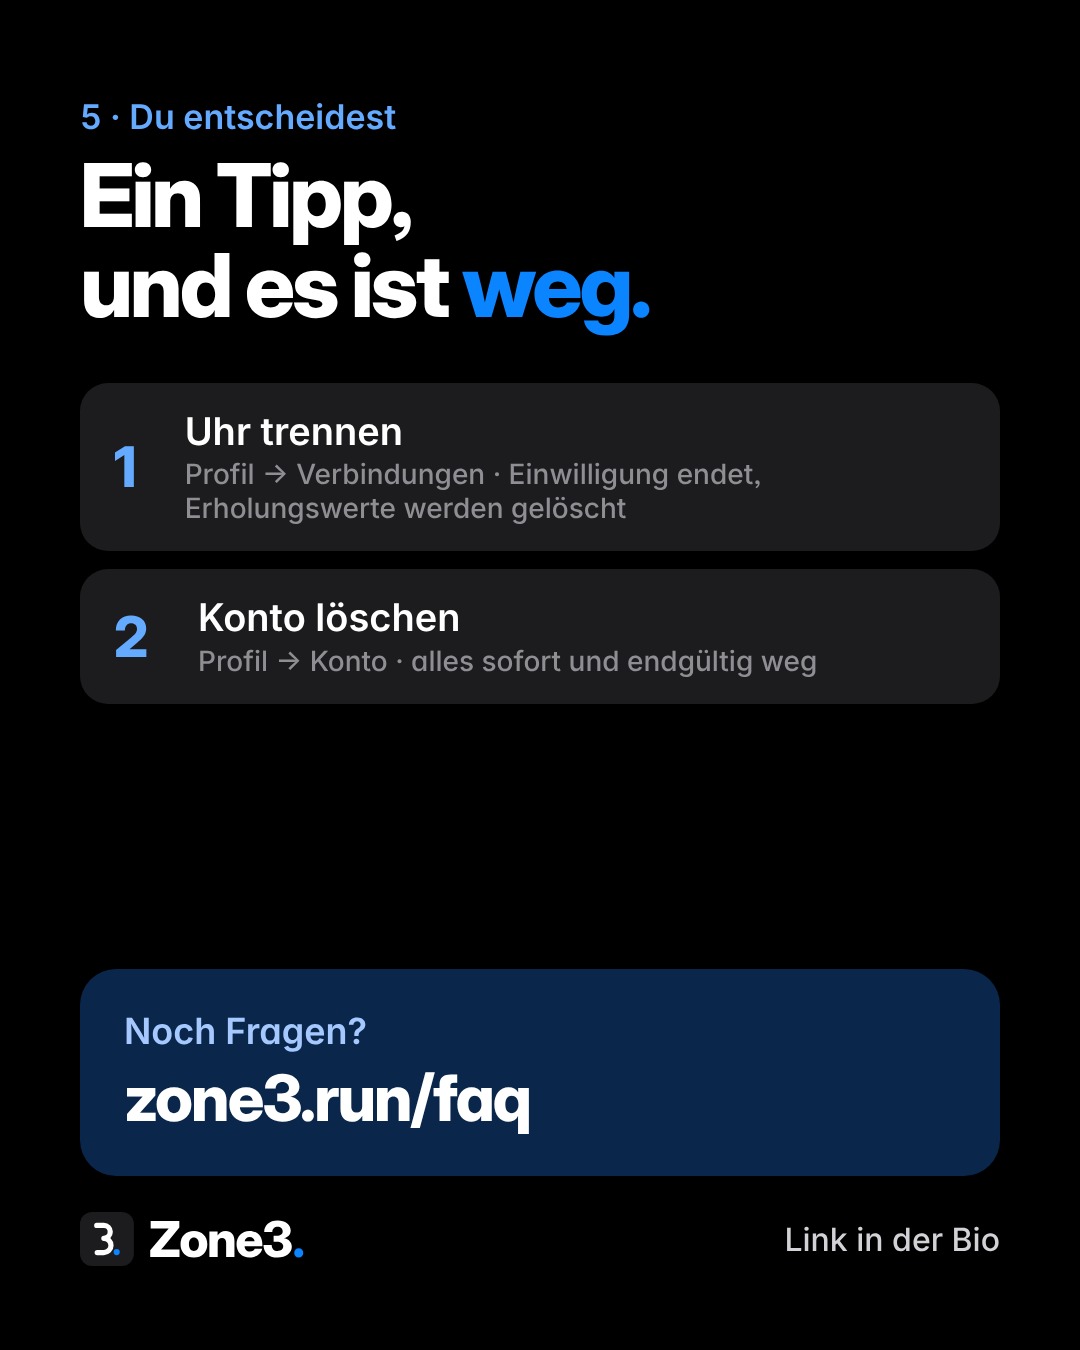 5 · Du entscheidest
Ein Tipp,
und es ist weg.
1
Uhr trennen
Profil → Verbindungen · Einwilligung endet,
Erholungswerte werden gelöscht
2
Konto löschen
Profil → Konto · alles sofort und endgültig weg
Noch Fragen?
zone3.run/faq
3. Zone3.
Link in der Bio